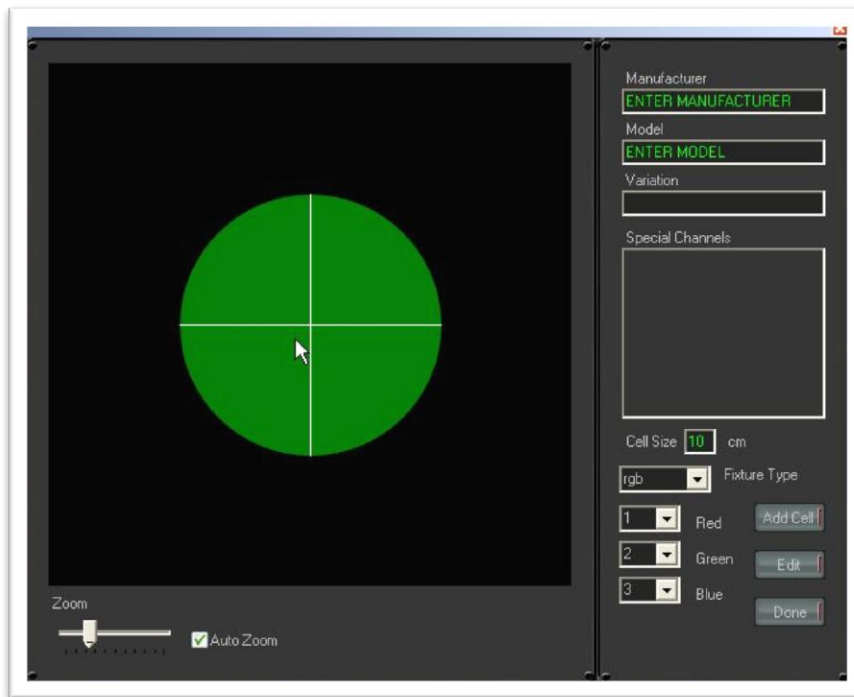 Manufacturer
ENTER MANUFACTURER
Model
ENTER MODEL
Variation
Special Channels
Cell Size 10 cm
rgb Fixture Type
1 Red Add Cell
2 Green Edit
3 Blue
Done
Zoom
Auto Zoom